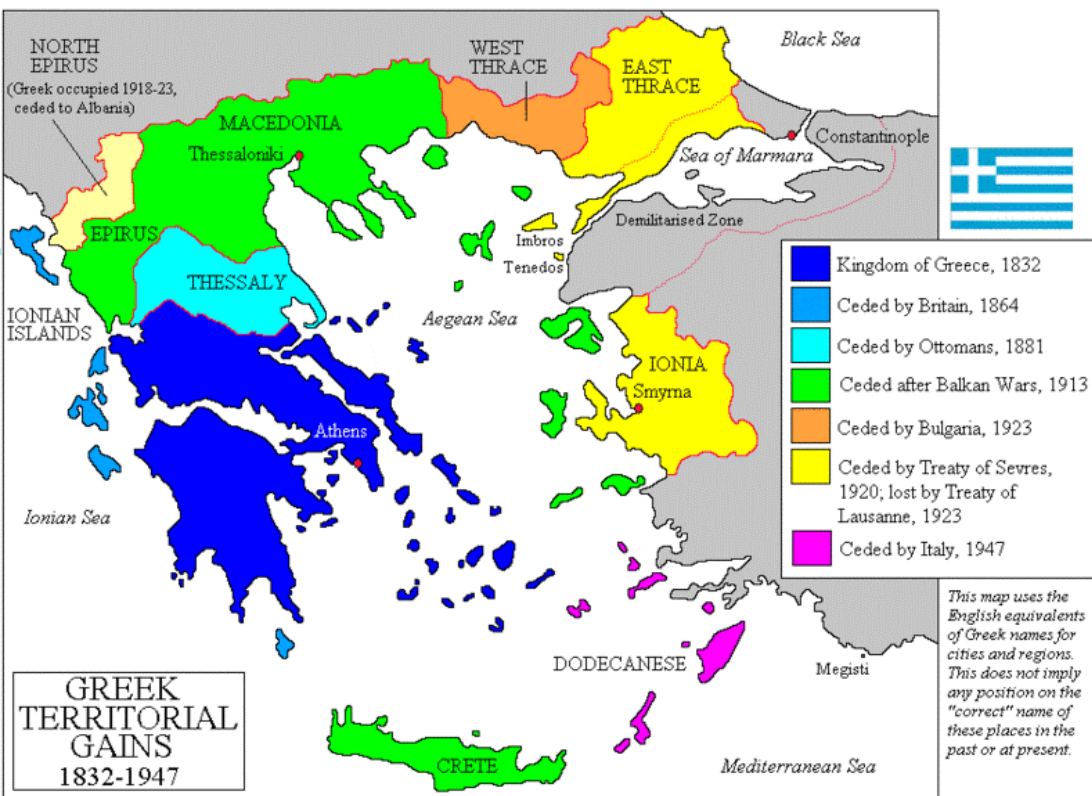 NORTH
EPIRUS
(Greek occupied 1918-23,
ceded to Albania)
WEST
THRACE
EAST
THRACE
Black Sea
MACEDONIA
Thessaloniki
Constantinople
Sea of Marmara
Demilitarised Zone
EPIRUS
Imbros
Tenedos
THESSALY
IONIAN
ISLANDS
Aegean Sea
IONIA
Smyrna
Athens
Ionian Sea
DODECANESE
Megisti
CRETE
Mediterranean Sea
Kingdom of Greece, 1832
Ceded by Britain, 1864
Ceded by Ottomans, 1881
Ceded after Balkan Wars, 1913
Ceded by Bulgaria, 1923
Ceded by Treaty of Sevres,
1920; lost by Treaty of
Lausanne, 1923
Ceded by Italy, 1947
This map uses the
English equivalents
of Greek names for
cities and regions.
This does not imply
any position on the
"correct" name of
these places in the
past or at present.
GREEK
TERRITORIAL
GAINS
1832-1947